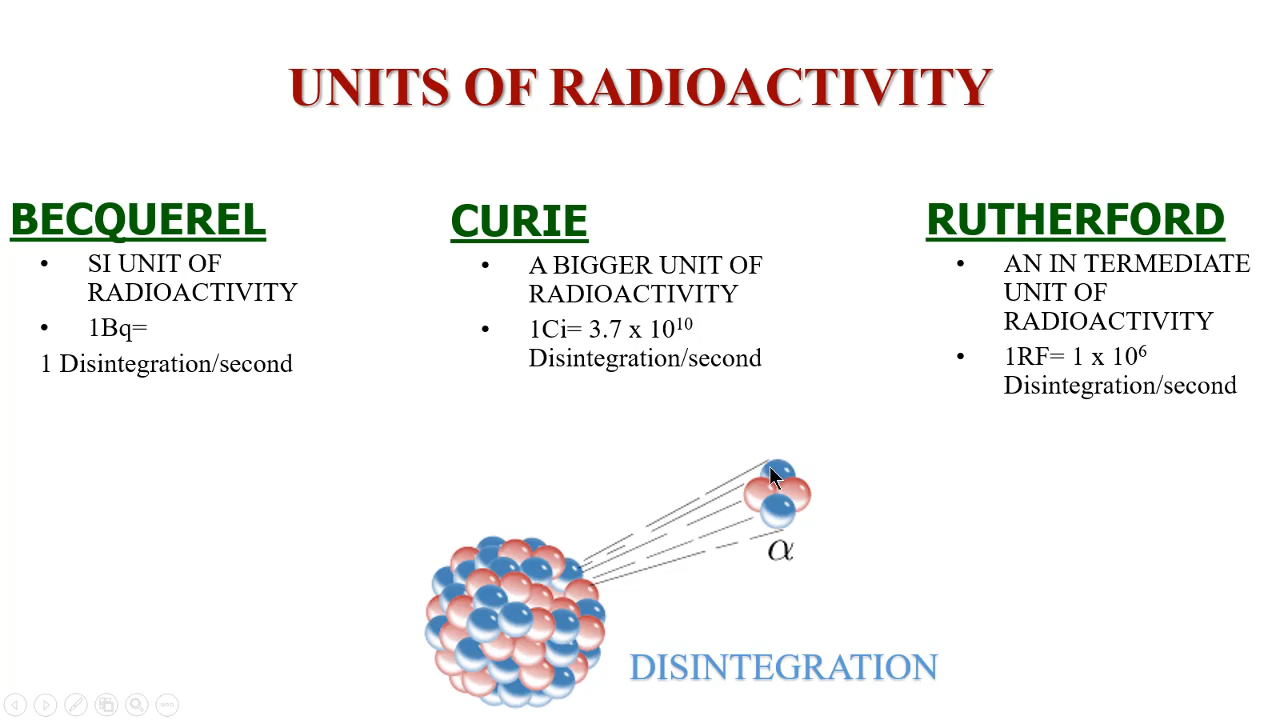 UNITS OF RADIOACTIVITY
BECQUEREL
• SI UNIT OF
RADIOACTIVITY
• 1Bq=
1 Disintegration/second
CURIE
• A BIGGER UNIT OF
RADIOACTIVITY
• 1Ci= 3.7 x 10¹⁰
Disintegration/second
RUTHERFORD
• AN IN TERMEDIATE
UNIT OF
RADIOACTIVITY
• 1RF= 1 x 10⁶
Disintegration/second
α
DISINTEGRATION